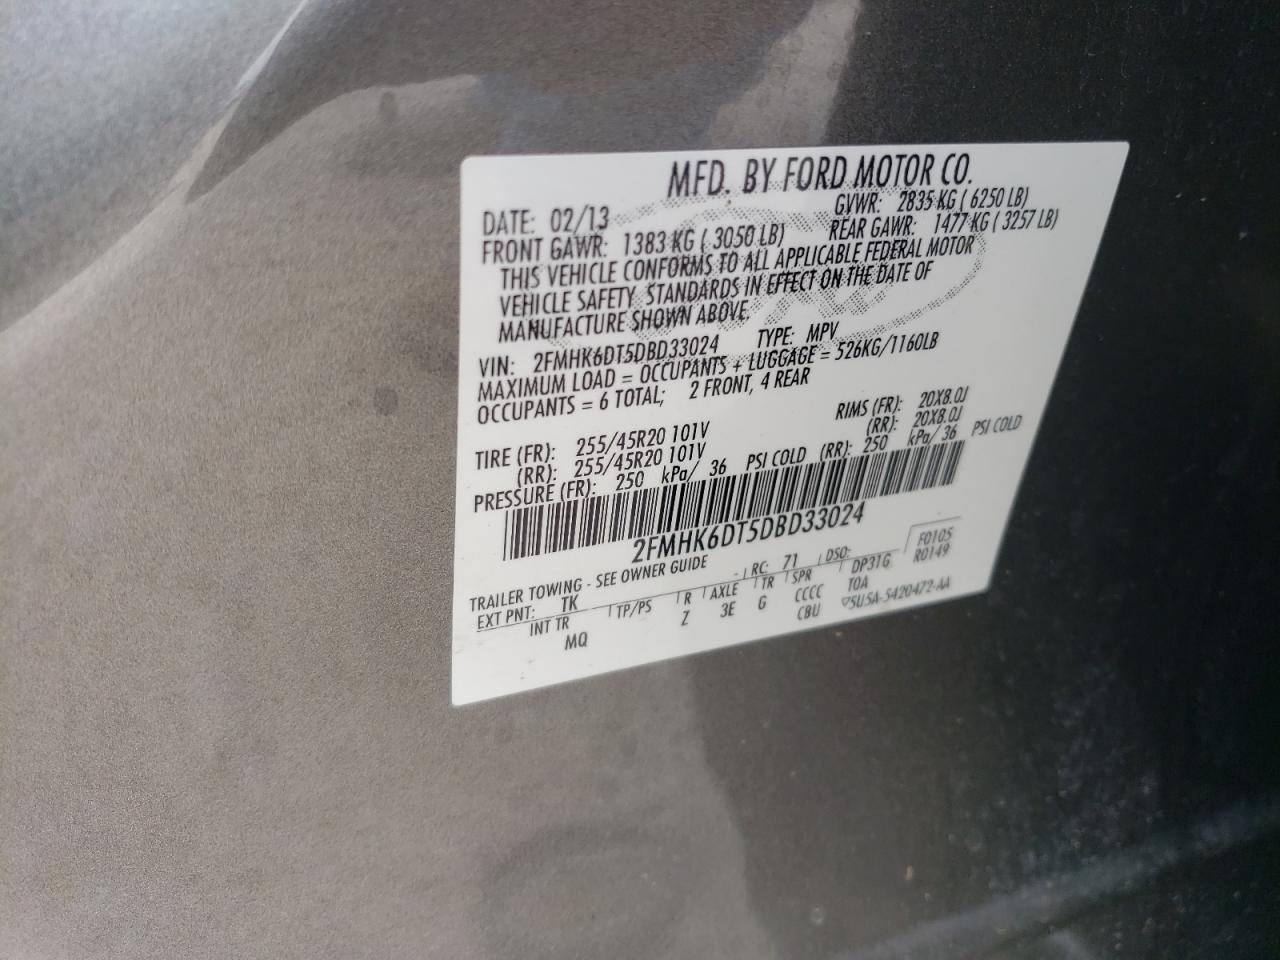 MFD. BY FORD MOTOR CO.
DATE: 02/13 GVWR: 2835 KG ( 6250 LB)
FRONT GAWR: 1383 KG ( 3050 LB) REAR GAWR: 1477 KG ( 3257 LB)
THIS VEHICLE CONFORMS TO ALL APPLICABLE FEDERAL MOTOR
VEHICLE SAFETY STANDARDS IN EFFECT ON THE DATE OF
MANUFACTURE SHOWN ABOVE.
VIN: 2FMHK6DT5DBD33024 TYPE: MPV
MAXIMUM LOAD = OCCUPANTS + LUGGAGE = 526KG/1160LB
OCCUPANTS = 6 TOTAL; 2 FRONT, 4 REAR
TIRE (FR): 255/45R20 101V RIMS (FR): 20X8.0J
(RR): 255/45R20 101V (RR): 20X8.0J
PRESSURE (FR): 250 kPa/ 36 PSI COLD (RR): 250 kPa/ 36 PSI COLD
2FMHK6DT5DBD33024
TRAILER TOWING - SEE OWNER GUIDE F0105
EXT PNT: TK RC: 71 DSO: R0149
INT TR TP/PS R AXLE TR SPR DP31G
MQ Z 3E G CCCC T0A
CBU ▽5U5A-5420472-AA